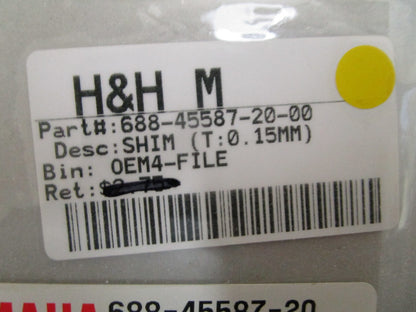 H&H M
Part#:688-45587-20-00
Desc:SHIM (T:0.15MM)
Bin: OEM4-FILE
Ret:
688-45587-20